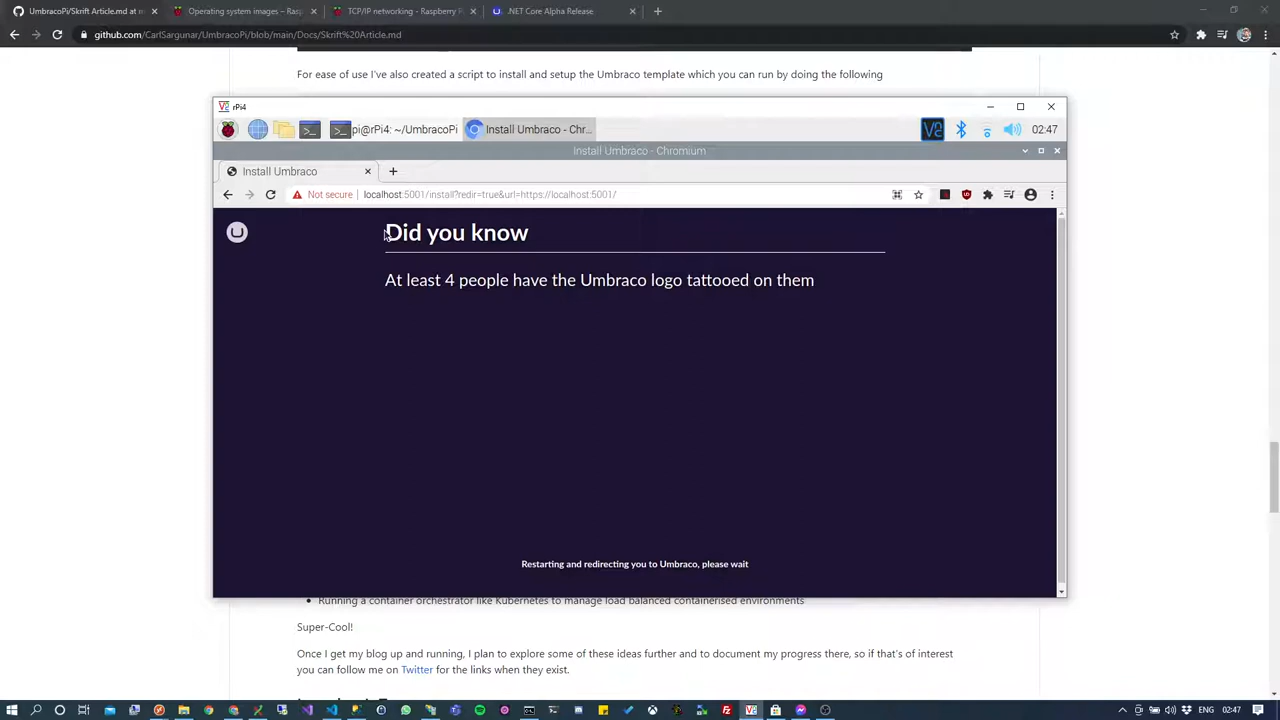 UmbracoPi/Skrift Article.md at m
Operating system images – Rasp
TCP/IP networking - Raspberry P
.NET Core Alpha Release
github.com/CarlSargunar/UmbracoPi/blob/main/Docs/Skrift%20Article.md
For ease of use I've also created a script to install and setup the Umbraco template which you can run by doing the following
rPi4
pi@rPi4: ~/UmbracoPi
Install Umbraco - Chr...
02:47
Install Umbraco - Chromium
Install Umbraco
Not secure
localhost:5001/install?redir=true&url=https://localhost:5001/
Did you know
At least 4 people have the Umbraco logo tattooed on them
Restarting and redirecting you to Umbraco, please wait
Running a container orchestrator like Kubernetes to manage load balanced containerised environments
Super-Cool!
Once I get my blog up and running, I plan to explore some of these ideas further and to document my progress there, so if that's of interest
you can follow me on Twitter for the links when they exist.
ENG
02:47